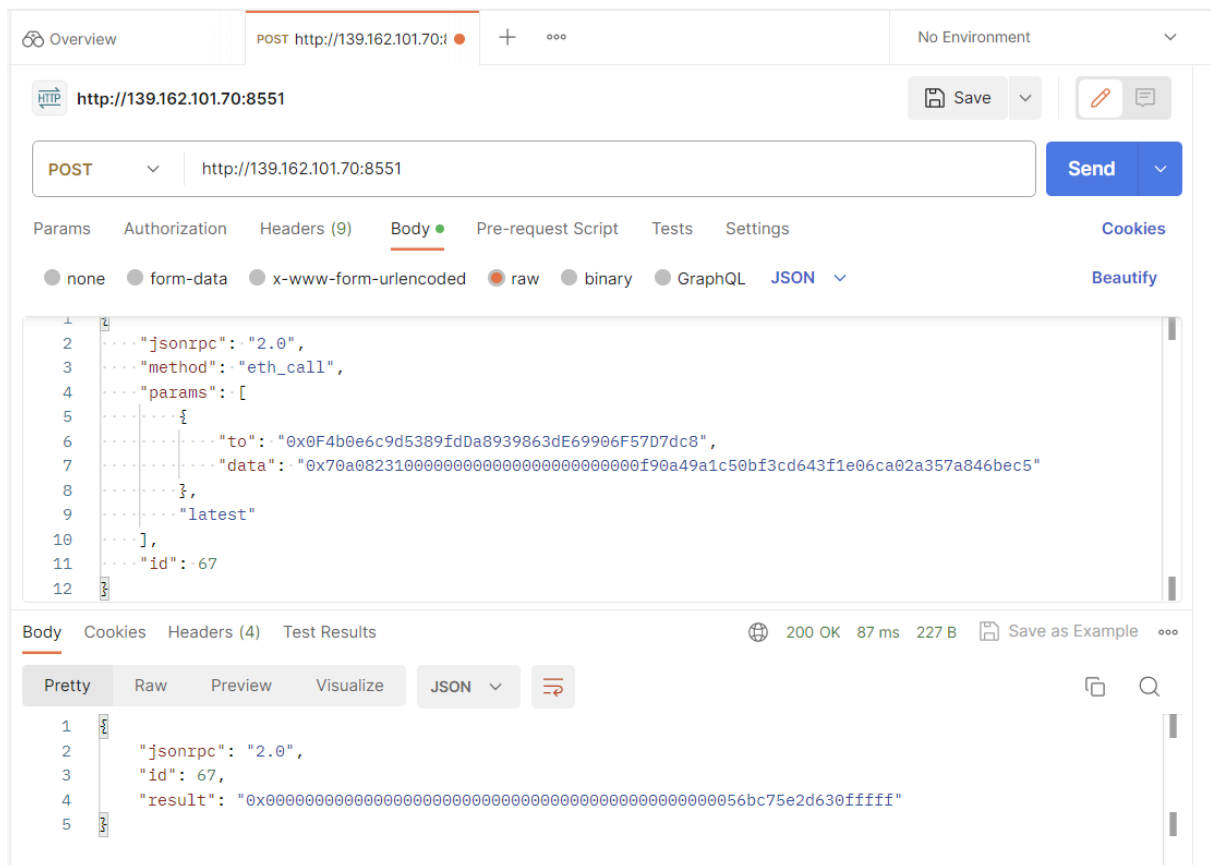 Overview
POST http://139.162.101.70:8
No Environment
HTTP http://139.162.101.70:8551
Save
POST http://139.162.101.70:8551
Send
Params Authorization Headers (9) Body Pre-request Script Tests Settings Cookies
none form-data x-www-form-urlencoded raw binary GraphQL JSON Beautify
1 {
2 "jsonrpc": "2.0",
3 "method": "eth_call",
4 "params": [
5 {
6 "to": "0x0F4b0e6c9d5389fdDa8939863dE69906F57D7dc8",
7 "data": "0x70a08231000000000000000000000000f90a49a1c50bf3cd643f1e06ca02a357a846bec5"
8 },
9 "latest"
10 ],
11 "id": 67
12 }
Body Cookies Headers (4) Test Results 200 OK 87 ms 227 B Save as Example
Pretty Raw Preview Visualize JSON
1 {
2 "jsonrpc": "2.0",
3 "id": 67,
4 "result": "0x0000000000000000000000000000000000000000000000056bc75e2d630fffff"
5 }